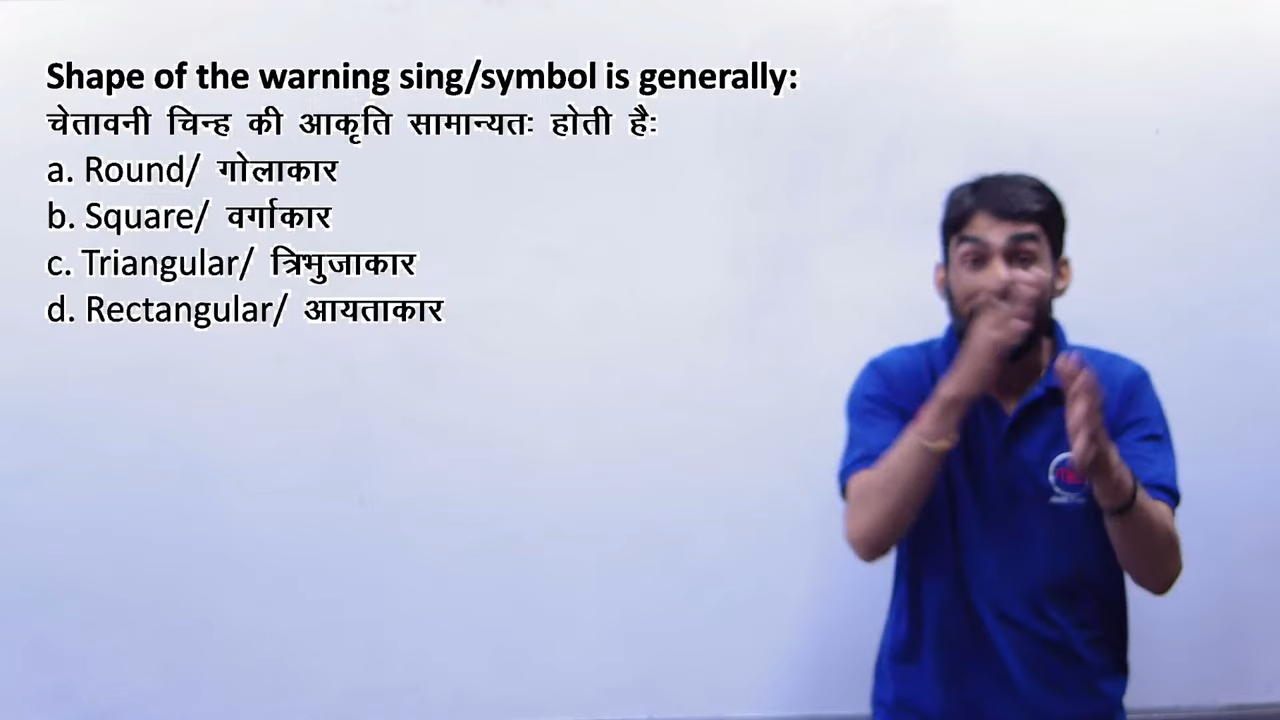 Shape of the warning sing/symbol is generally:
चेतावनी चिन्ह की आकृति सामान्यतः होती हैः
a. Round/ गोलाकार
b. Square/ वर्गाकार
c. Triangular/ त्रिभुजाकार
d. Rectangular/ आयताकार